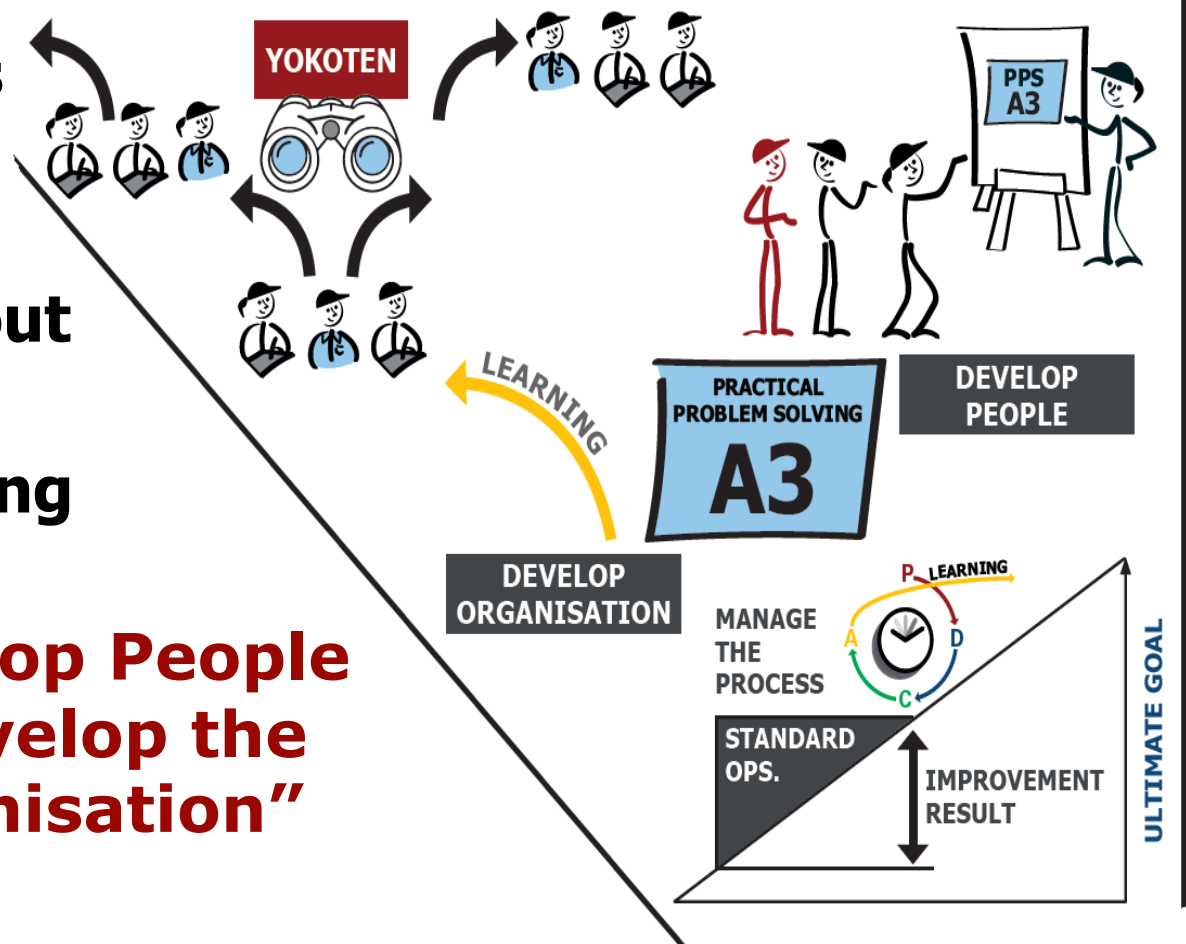 YOKOTEN
PPS
A3
LEARNING
PRACTICAL
PROBLEM SOLVING
A3
DEVELOP
PEOPLE
DEVELOP
ORGANISATION
P
LEARNING
A
D
C
MANAGE
THE
PROCESS
STANDARD
OPS.
IMPROVEMENT
RESULT
ULTIMATE GOAL
s
out
ng
op People
velop the
nisation”